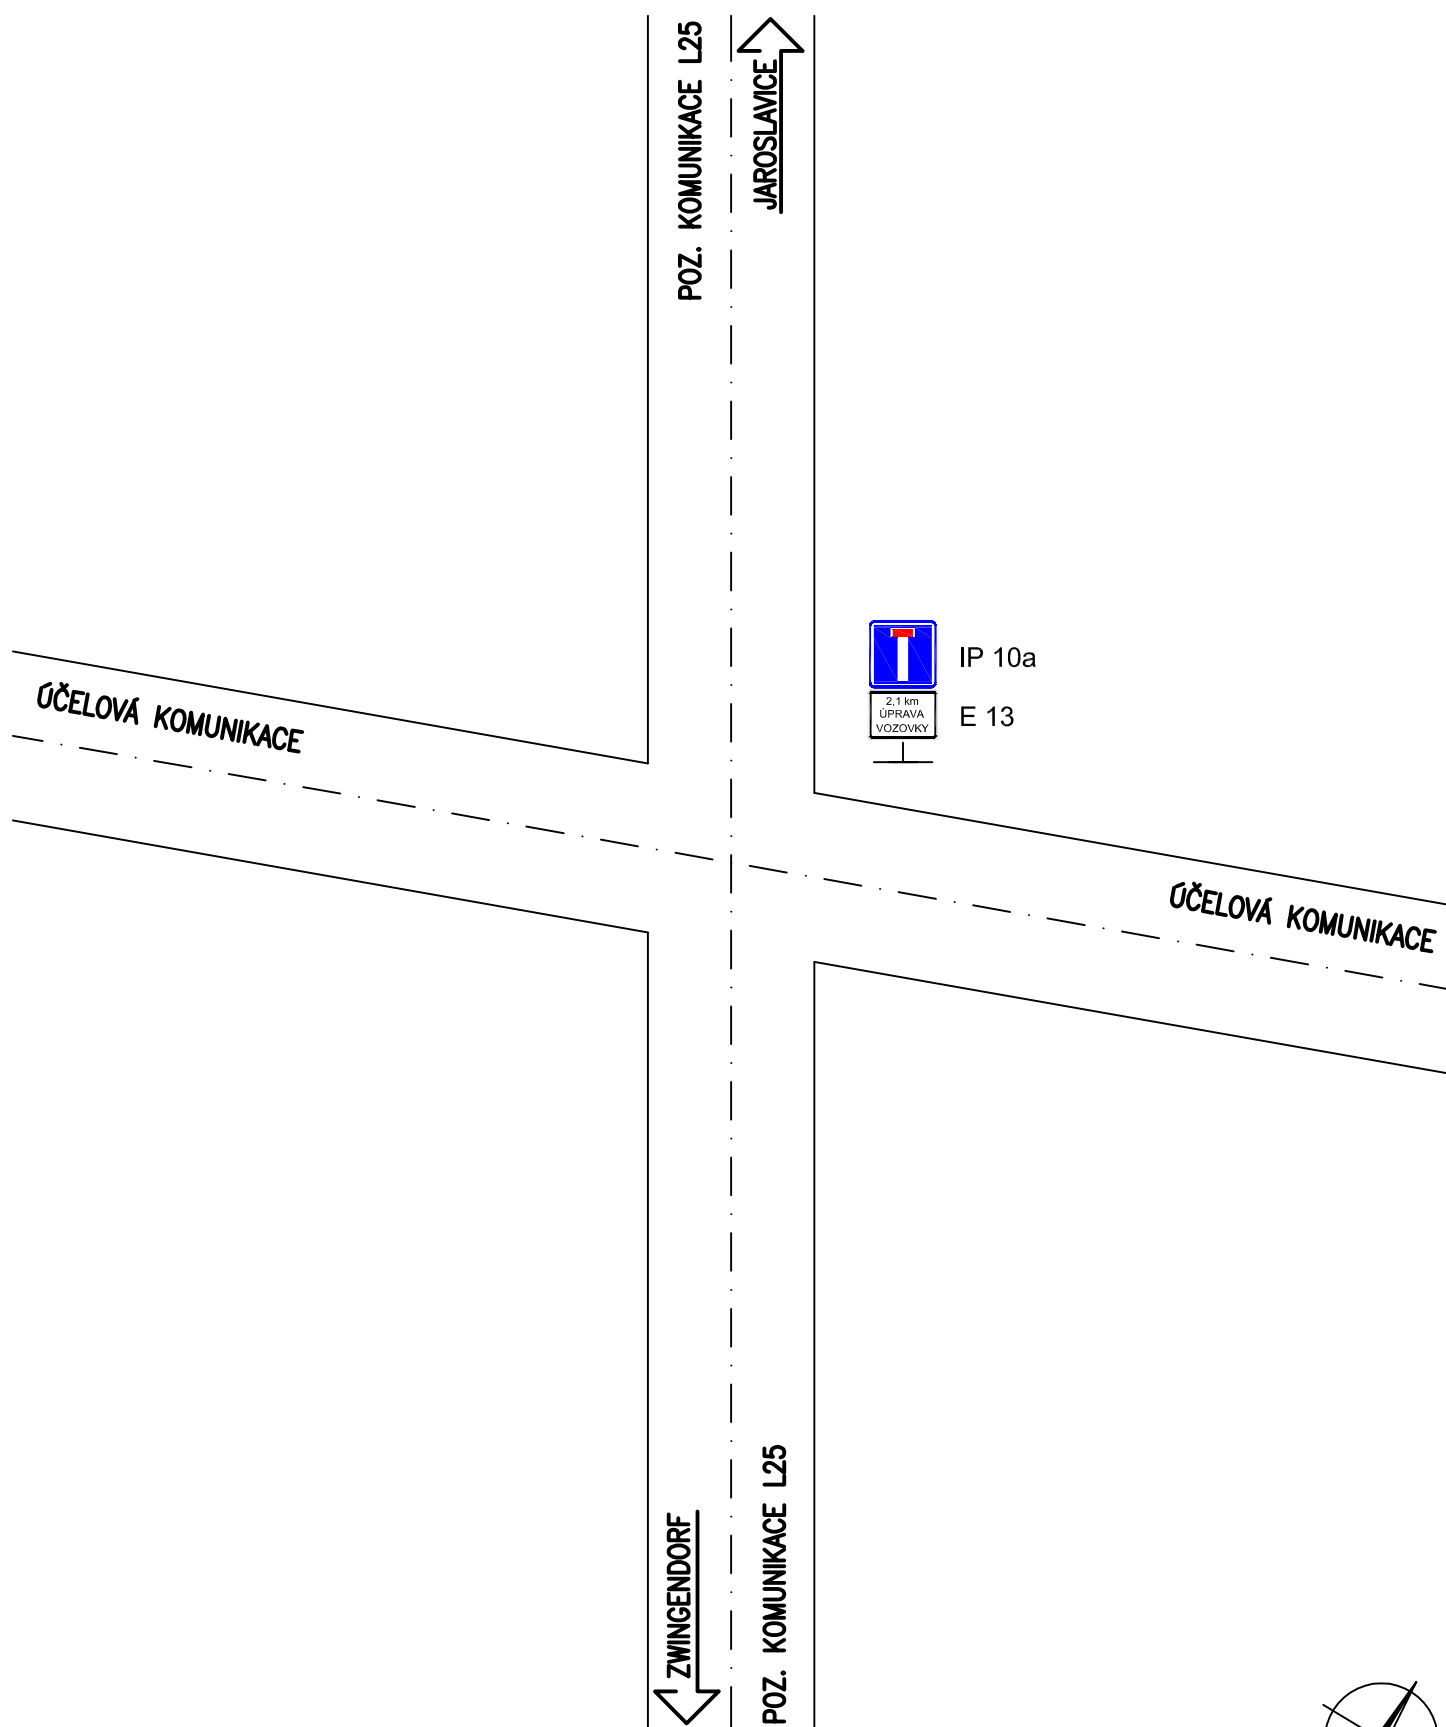 POZ. KOMUNIKACE L25
JAROSLAVICE
IP 10a
2,1 km
ÚPRAVA
VOZOVKY
E 13
ÚČELOVÁ KOMUNIKACE
ÚČELOVÁ KOMUNIKACE
ZWINGENDORF
POZ. KOMUNIKACE L25